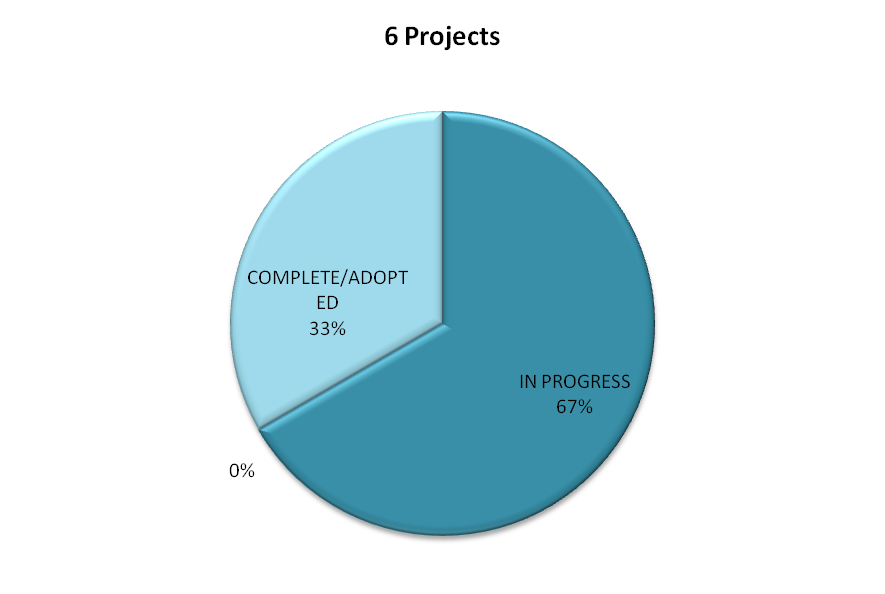 6 Projects
COMPLETE/ADOPT
ED
33%
IN PROGRESS
67%
0%